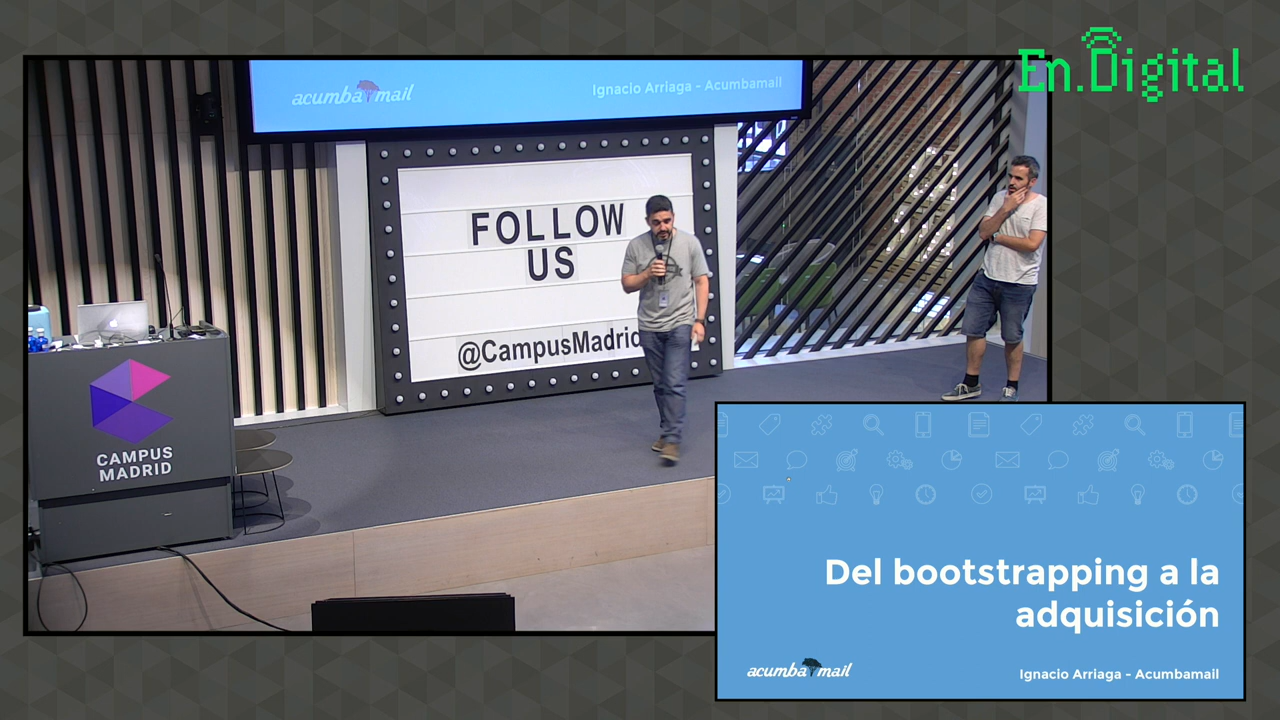 En.Digital
acumbamail
Ignacio Arriaga - Acumbamail
FOLLOW
US
@CampusMadrid
CAMPUS
MADRID
Del bootstrapping a la
adquisición
acumbamail
Ignacio Arriaga - Acumbamail